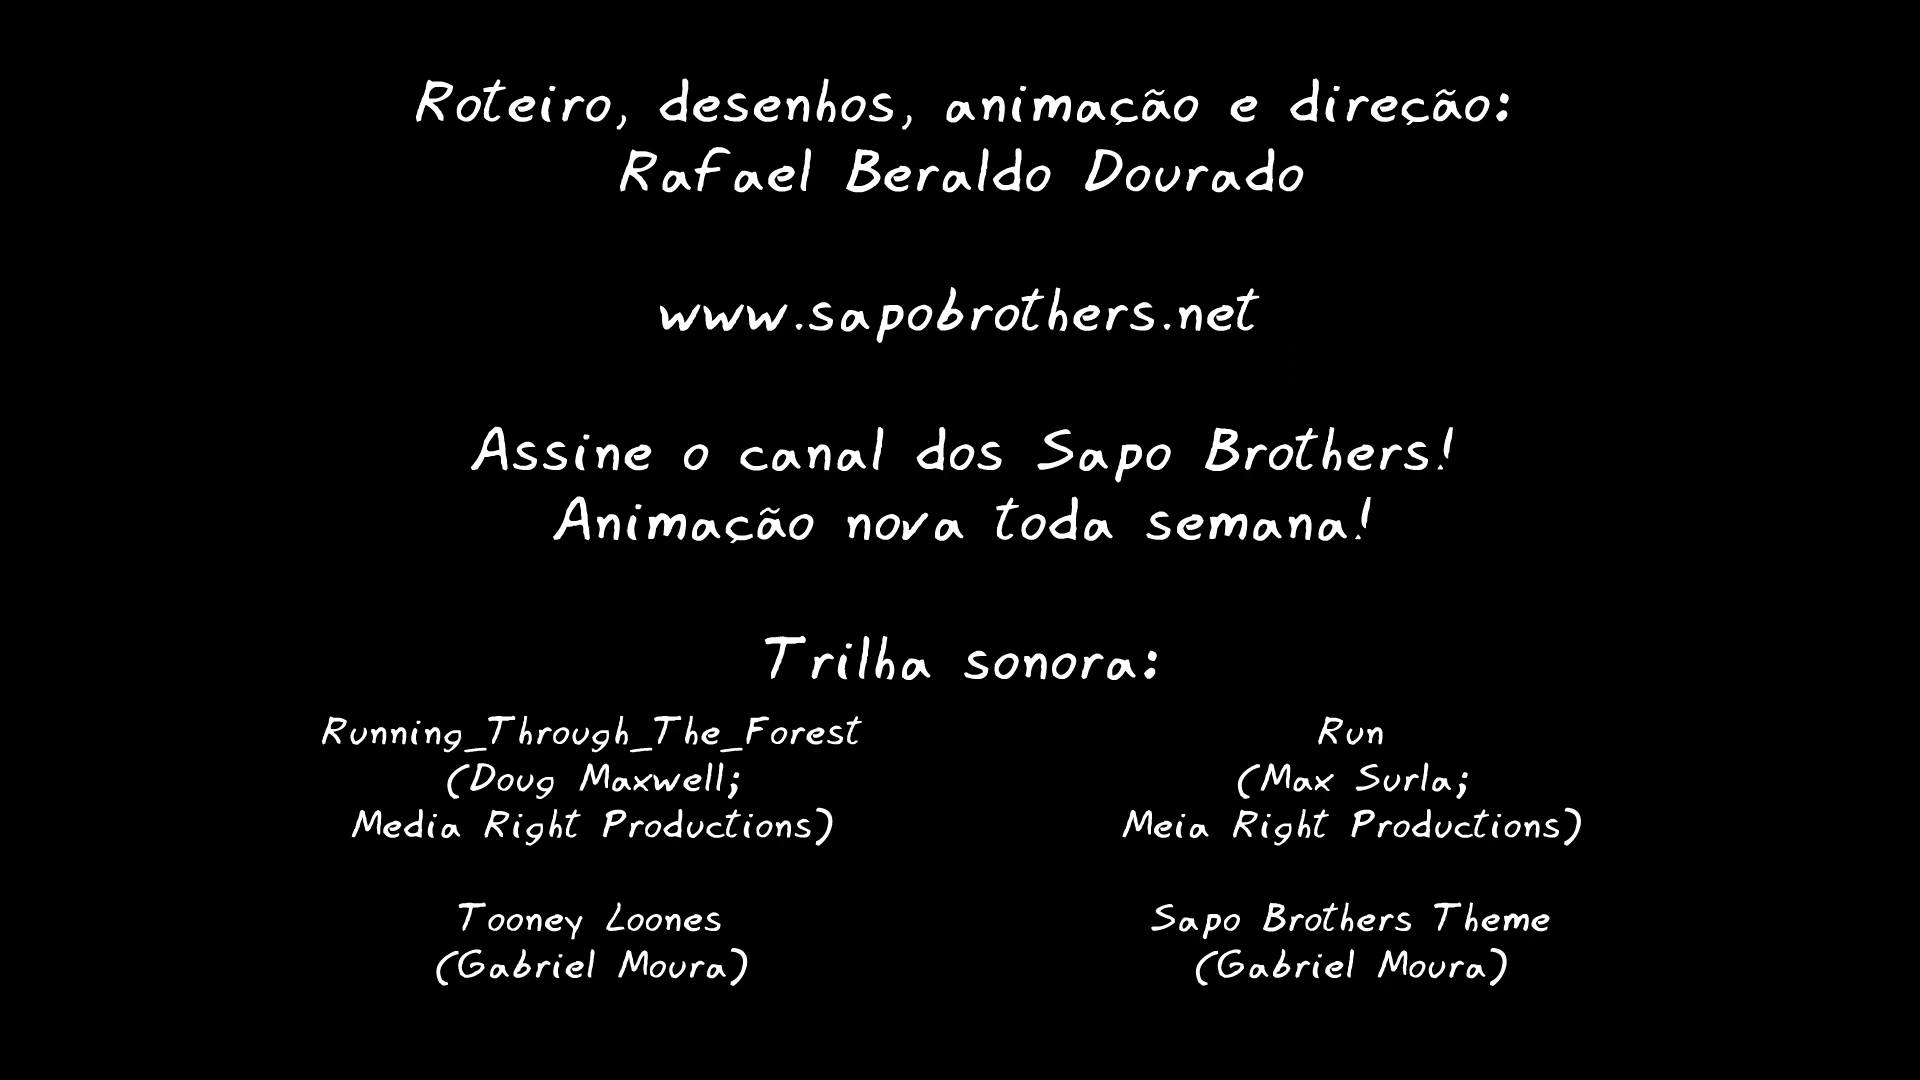 Roteiro, desenhos, animação e direção:
Rafael Beraldo Dourado
www.sapobrothers.net
Assine o canal dos Sapo Brothers!
Animação nova toda semana!
Trilha sonora:
Running_Through_The_Forest
(Doug Maxwell;
Media Right Productions)
Run
(Max Surla;
Meia Right Productions)
Tooney Loones
(Gabriel Moura)
Sapo Brothers Theme
(Gabriel Moura)